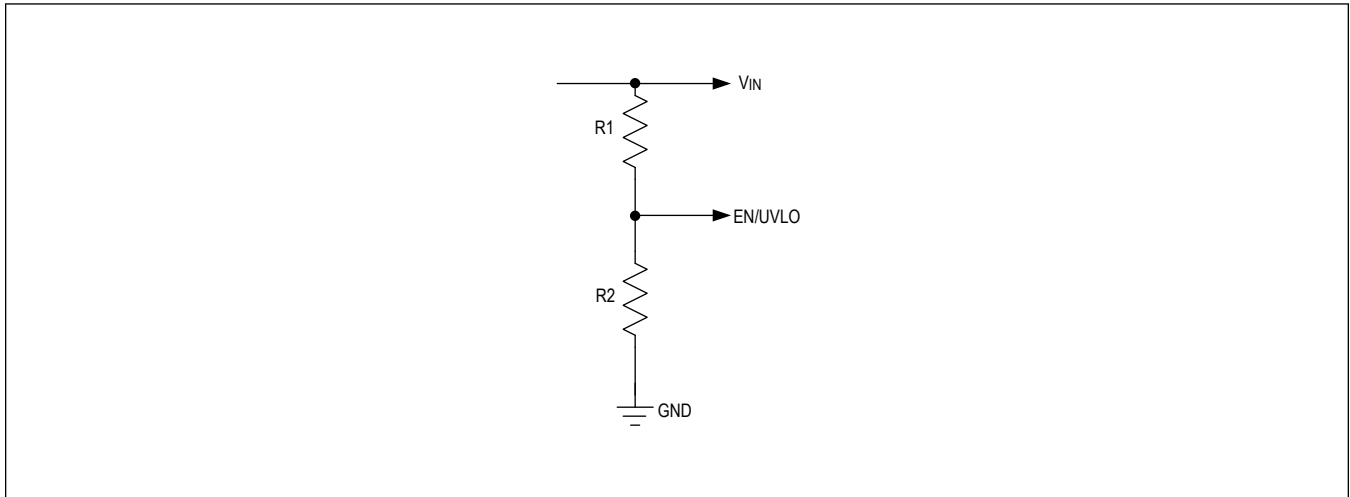 VIN
R1
EN/UVLO
R2
GND